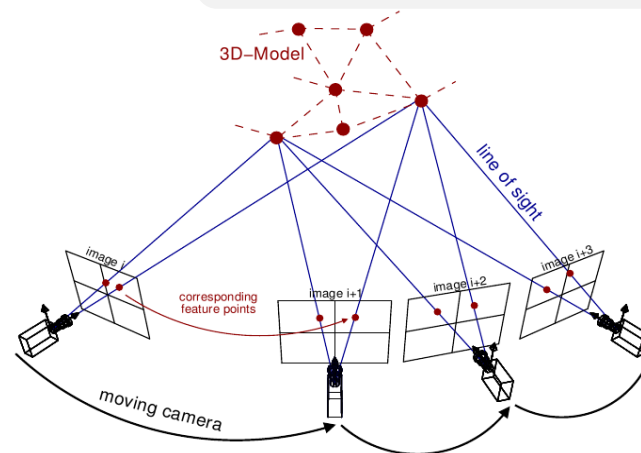 3D–Model
line of sight
image i
image i+1
image i+2
image i+3
corresponding
feature points
moving camera